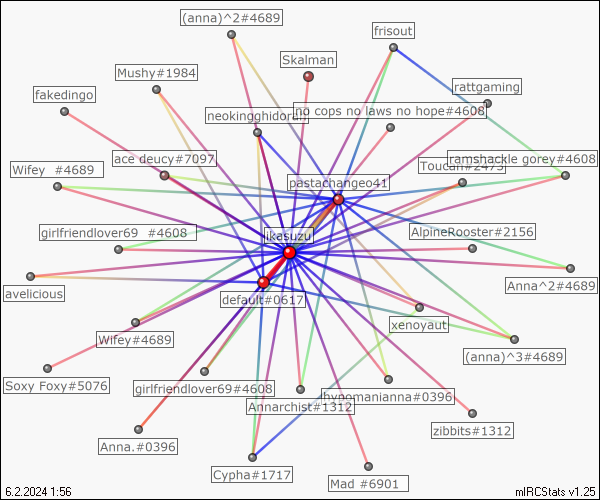 (anna)^2#4689
frisout
Skalman
Mushy#1984
rattgaming
fakedingo
no cops no laws no hope#4608
neokingghidorah
ace deucy#7097
ramshackle gorey#4608
Toucan#2473
Wifey #4689
pastachangeo41
girlfriendlover69 #4608
ikasuzu
AlpineRooster#2156
Anna^2#4689
avelicious
default#0617
xenoyaut
Wifey#4689
(anna)^3#4689
Soxy Foxy#5076
girlfriendlover69#4608
hypnomanianna#0396
Annarchist#1312
zibbits#1312
Anna.#0396
Cypha#1717
Mad #6901
6.2.2024 1:56
mIRCStats v1.25